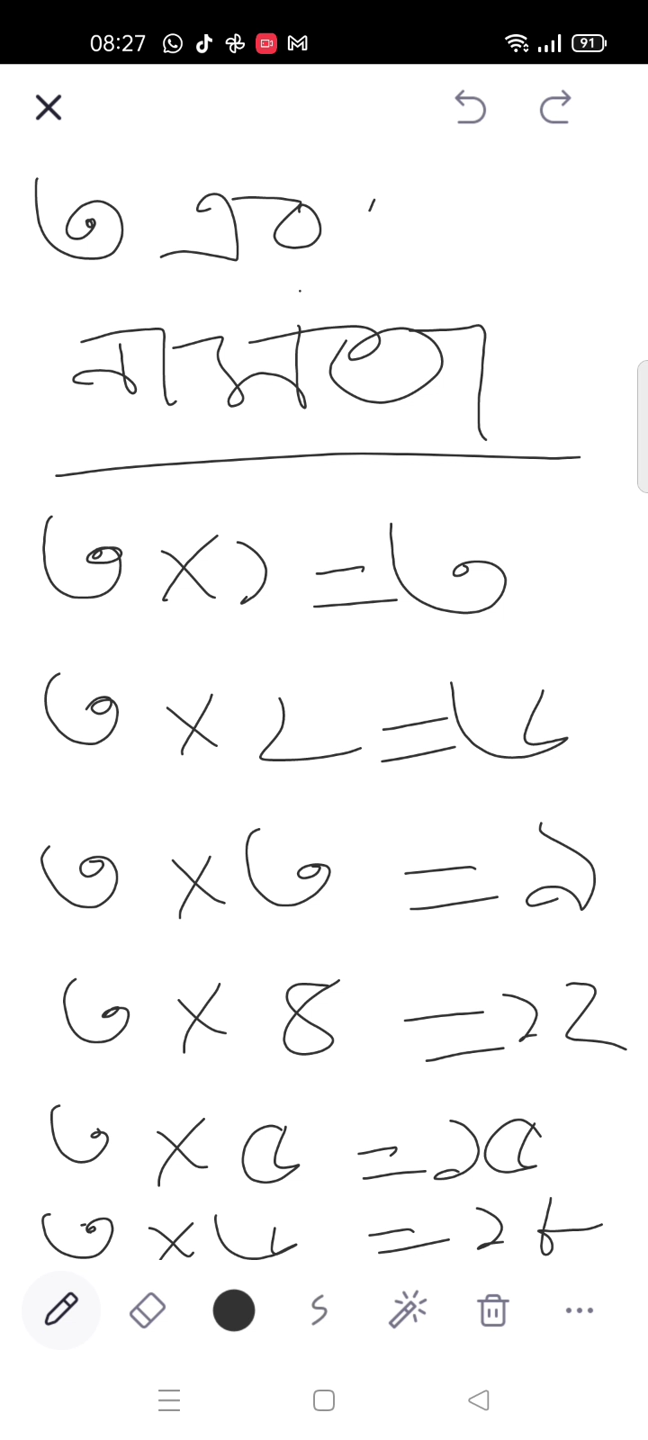 08:27 91
৩ এর
নামতা
৩ × ১ = ৩
৩ × ২ = ৬
৩ × ৩ = ৯
৩ × ৪ = ১২
৩ × ৫ = ১৫
৩ × ৬ = ১৮